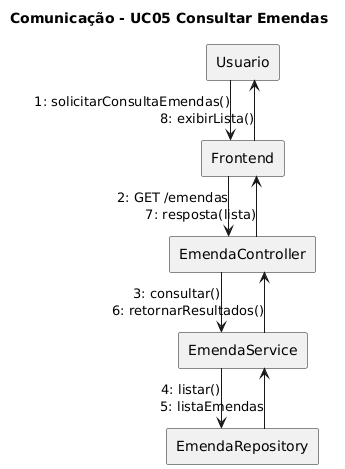 Comunicação - UC05 Consultar Emendas
Usuario
1: solicitarConsultaEmendas()
8: exibirLista()
Frontend
2: GET /emendas
7: resposta(lista)
EmendaController
3: consultar()
6: retornarResultados()
EmendaService
4: listar()
5: listaEmendas
EmendaRepository